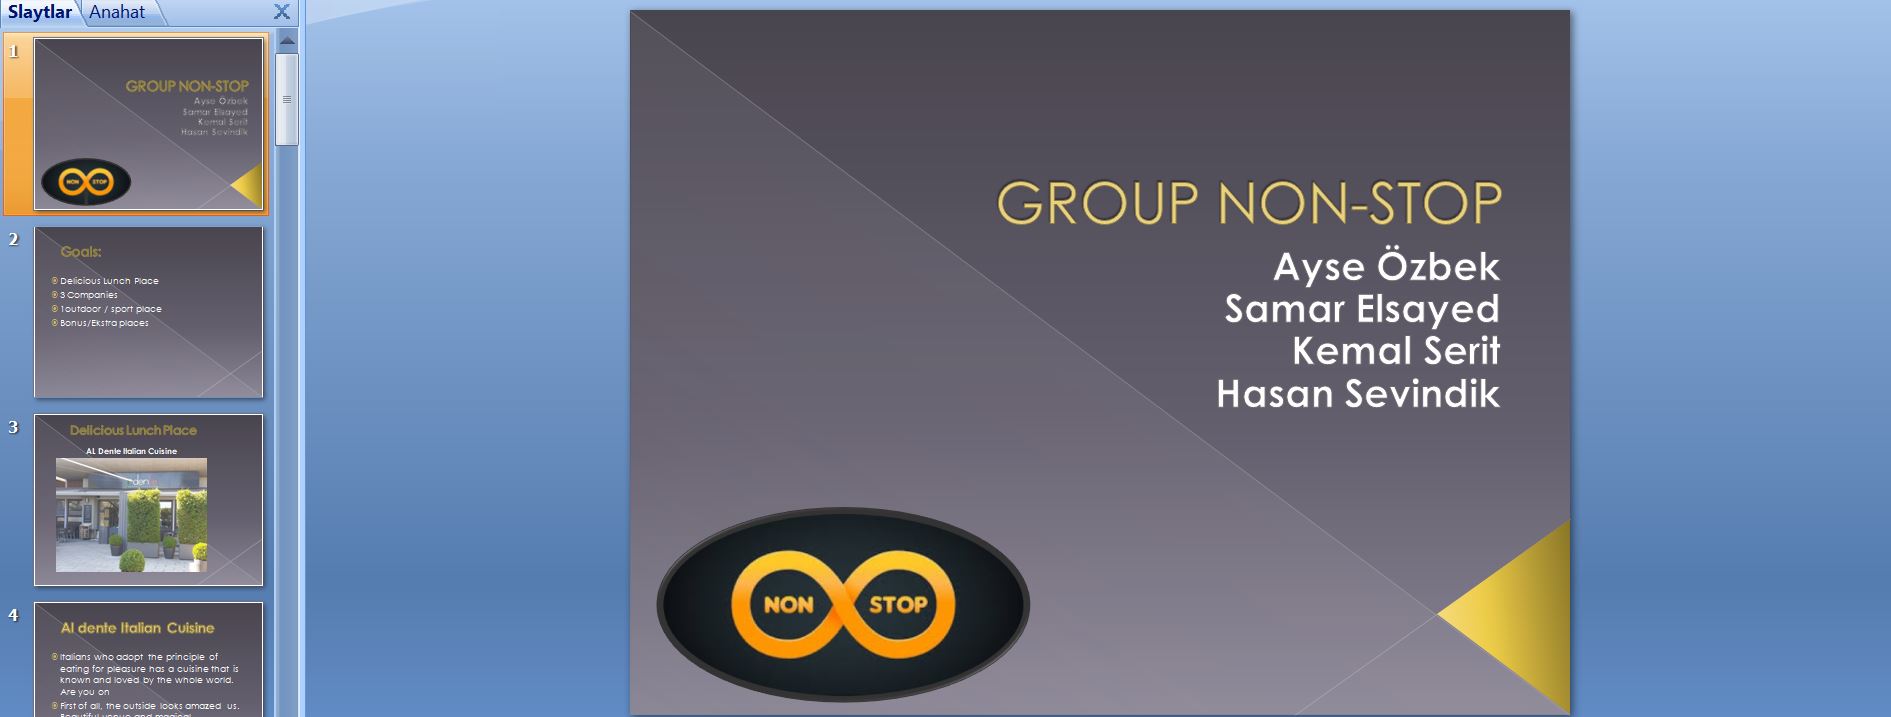 Slaytlar Anahat
1
GROUP NON-STOP
Ayse Özbek
Samar Elsayed
Kemal Serit
Hasan Sevindik
NON STOP
2
Goals:
Delicious Lunch Place
3 Companies
1outdoor / sport place
Bonus/Ekstra places
3
Delicious Lunch Place
AL Dente Italian Cuisine
4
Al dente Italian Cuisine
Italians who adopt the principle of
eating for pleasure has a cuisine that is
known and loved by the whole world.
Are you on
First of all, the outside looks amazed us.
GROUP NON-STOP
Ayse Özbek
Samar Elsayed
Kemal Serit
Hasan Sevindik
NON STOP